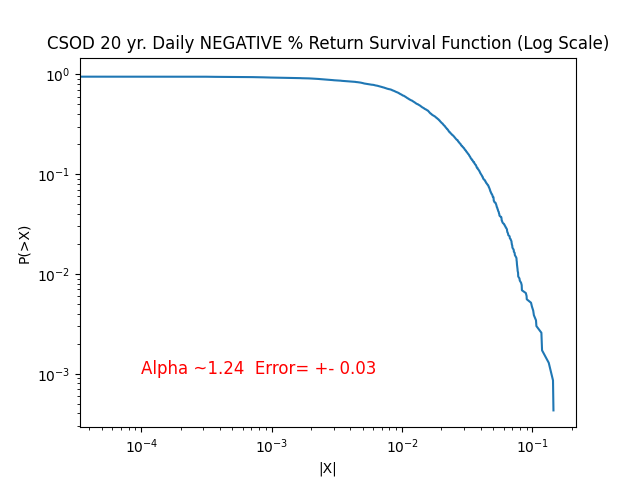 CSOD 20 yr. Daily NEGATIVE % Return Survival Function (Log Scale)
10⁰
10⁻¹
10⁻²
10⁻³
P(>X)
Alpha ~1.24  Error= +- 0.03
10⁻⁴ 10⁻³ 10⁻² 10⁻¹
|X|